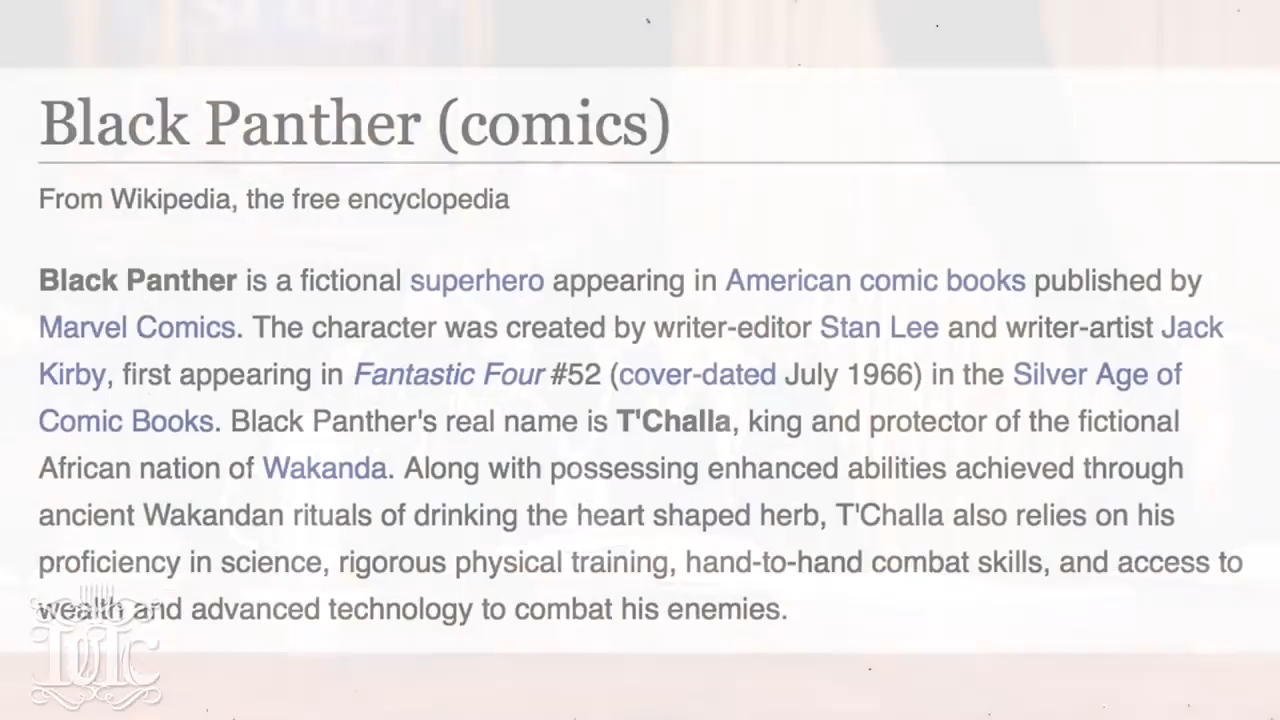 Black Panther (comics)
From Wikipedia, the free encyclopedia
Black Panther is a fictional superhero appearing in American comic books published by
Marvel Comics. The character was created by writer-editor Stan Lee and writer-artist Jack
Kirby, first appearing in Fantastic Four #52 (cover-dated July 1966) in the Silver Age of
Comic Books. Black Panther's real name is T'Challa, king and protector of the fictional
African nation of Wakanda. Along with possessing enhanced abilities achieved through
ancient Wakandan rituals of drinking the heart shaped herb, T'Challa also relies on his
proficiency in science, rigorous physical training, hand-to-hand combat skills, and access to
wealth and advanced technology to combat his enemies.
IUIC